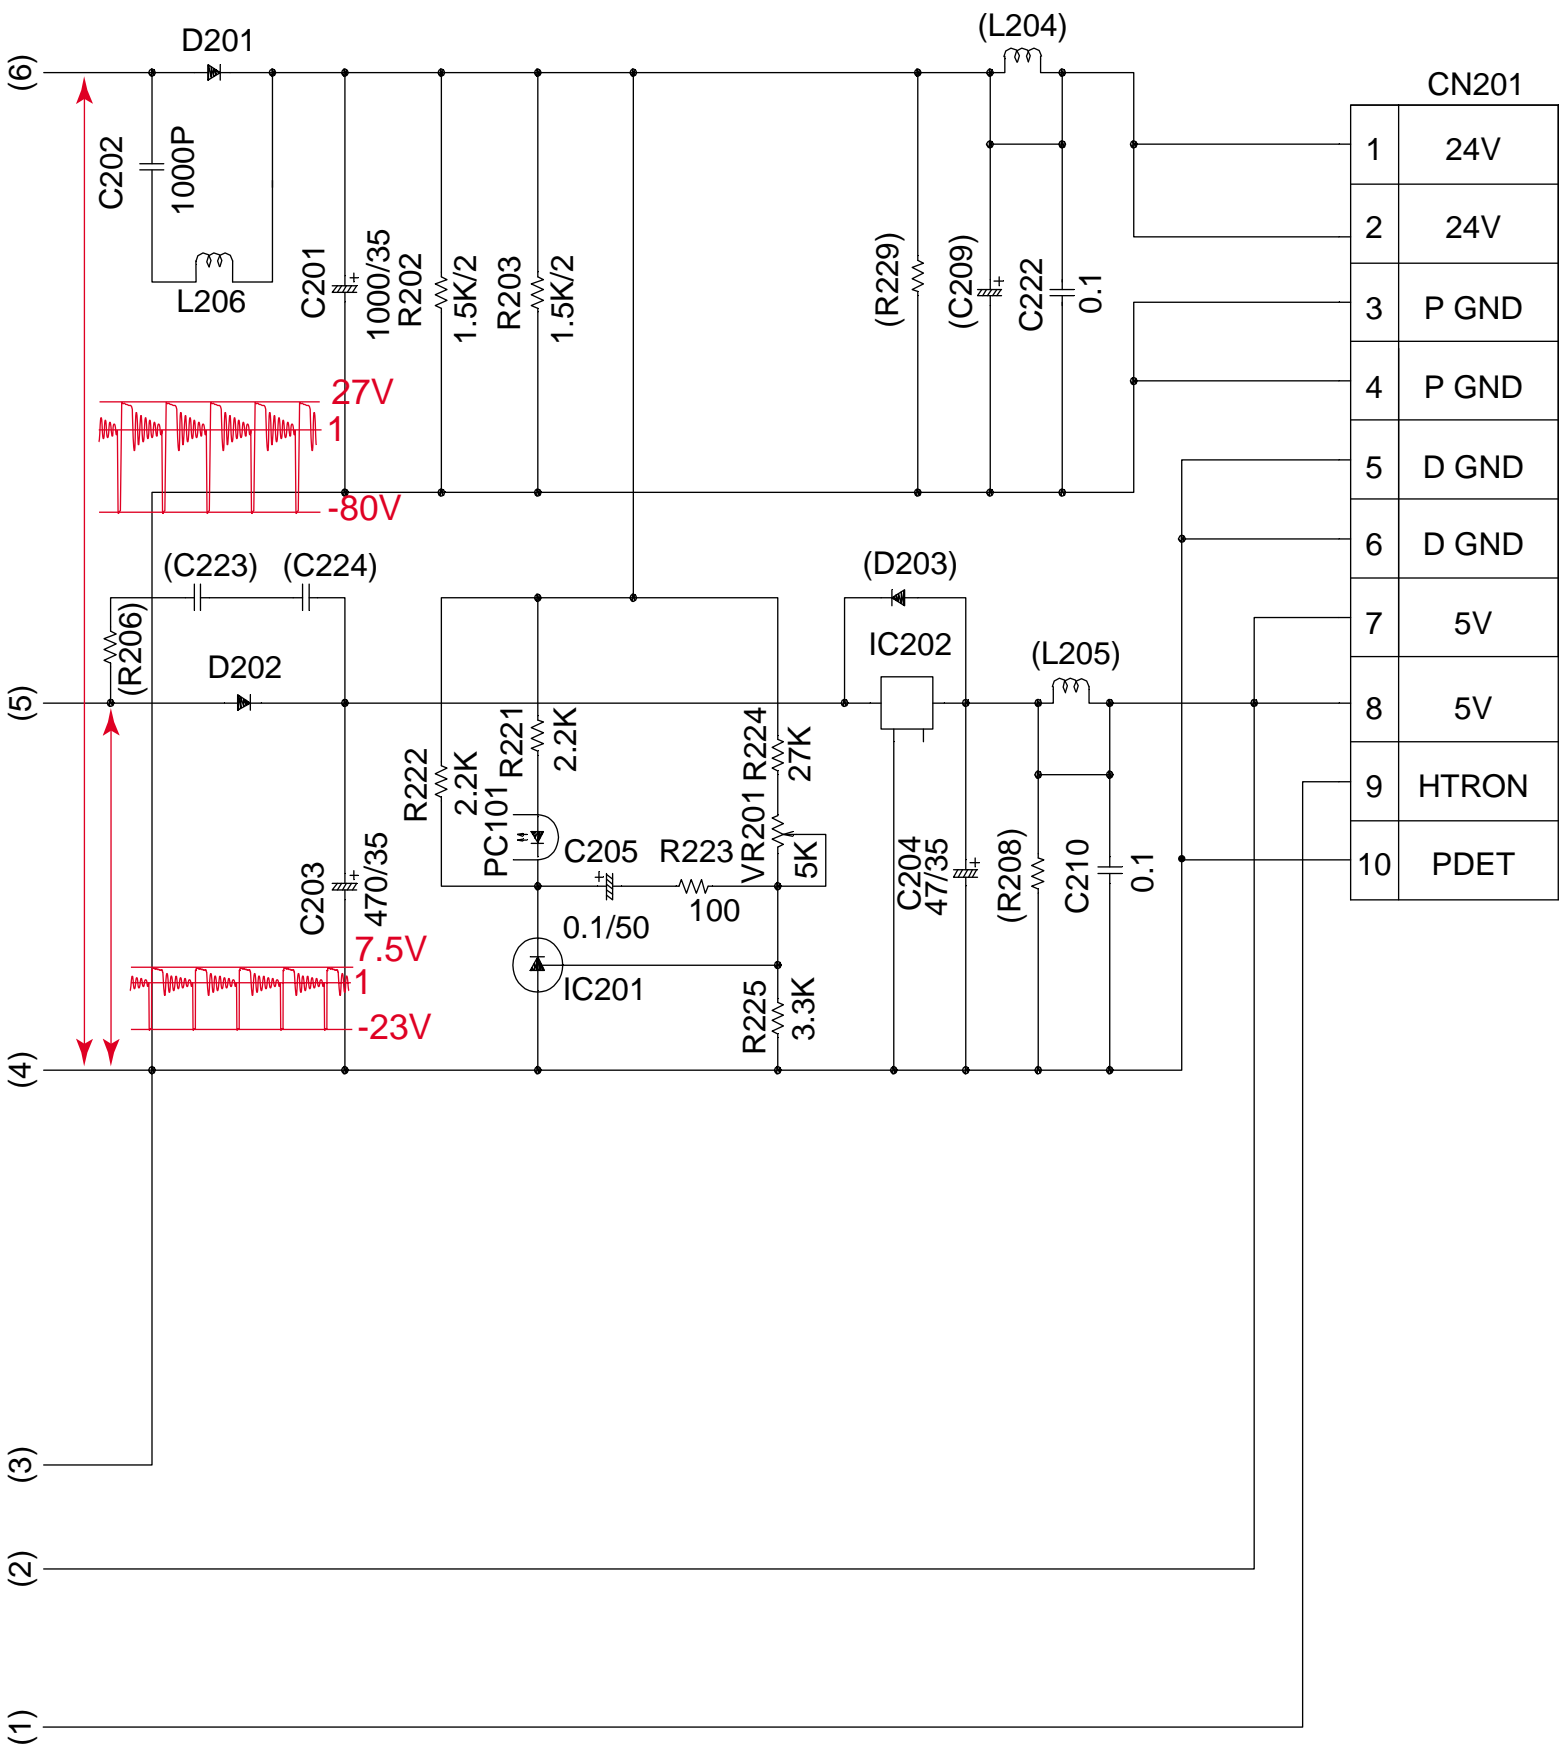 (L204)
D201
(6)
CN201
C202
1000P
1 24V
2 24V
L206
C201
1000/35
R202
1.5K/2
R203
1.5K/2
(R229)
(C209)
C222
0.1
3 P GND
4 P GND
27V
1
-80V
5 D GND
6 D GND
(C223)
(C224)
(D203)
(R206)
7 5V
IC202
(L205)
D202
(5)
8 5V
R222
2.2K
R221
2.2K
R224
27K
9 HTRON
PC101
VR201
5K
C205
R223
C203
470/35
C204
47/35
(R208)
C210
0.1
10 PDET
100
0.1/50
7.5V
1
-23V
IC201
R225
3.3K
(4)
(3)
(2)
(1)